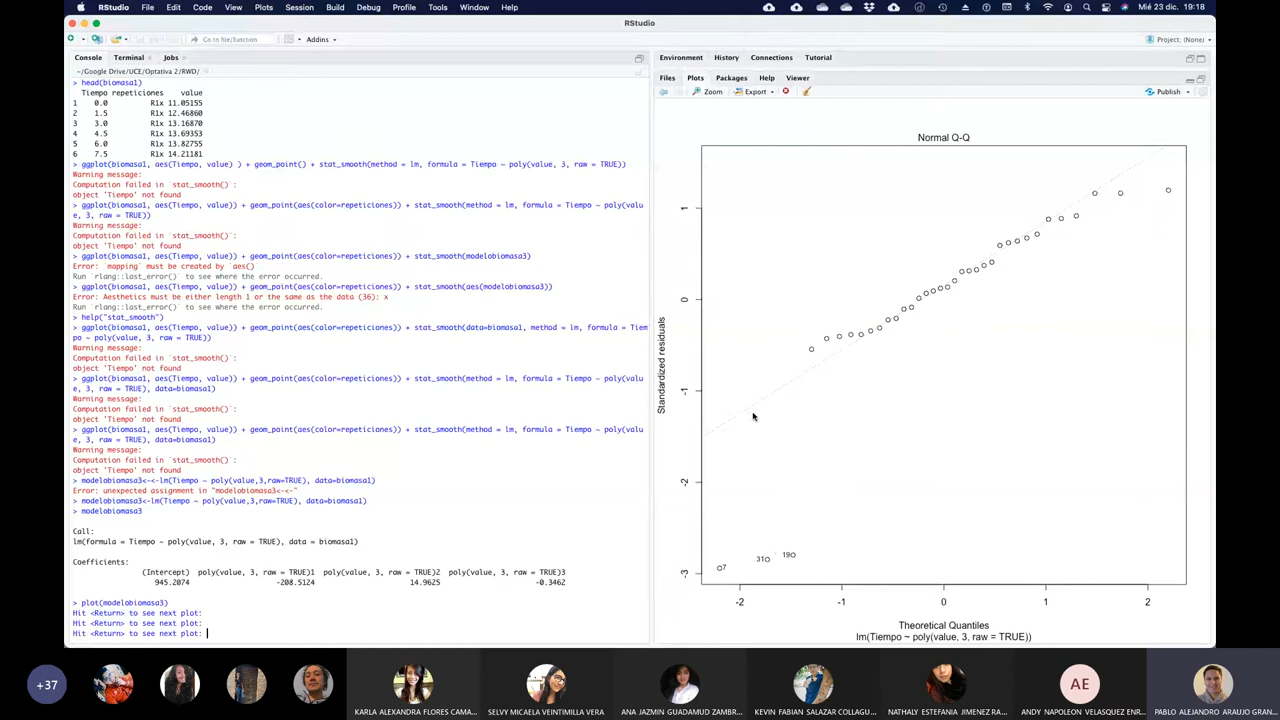 RStudio File Edit Code View Plots Session Build Debug Profile Tools Window Help Mié 23 dic. 19:18
RStudio
Go to file/function Addins Project: (None)
Console Terminal Jobs
Environment History Connections Tutorial
~/Google Drive/UCE/Optativa 2/RWD/
Files Plots Packages Help Viewer
Zoom Export Publish
> head(biomasa1)
Tiempo repeticiones value
1 0.0 R1x 11.05155
2 1.5 R1x 12.46860
3 3.0 R1x 13.16870
4 4.5 R1x 13.69353
5 6.0 R1x 13.82755
6 7.5 R1x 14.21181
> ggplot(biomasa1, aes(Tiempo, value) ) + geom_point() + stat_smooth(method = lm, formula = Tiempo ~ poly(value, 3, raw = TRUE))
Warning message:
Computation failed in `stat_smooth()`:
object 'Tiempo' not found
> ggplot(biomasa1, aes(Tiempo, value)) + geom_point(aes(color=repeticiones)) + stat_smooth(method = lm, formula = Tiempo ~ poly(valu
e, 3, raw = TRUE))
Warning message:
Computation failed in `stat_smooth()`:
object 'Tiempo' not found
> ggplot(biomasa1, aes(Tiempo, value)) + geom_point(aes(color=repeticiones)) + stat_smooth(modelobiomasa3)
Error: `mapping` must be created by `aes()`
Run `rlang::last_error()` to see where the error occurred.
> ggplot(biomasa1, aes(Tiempo, value)) + geom_point(aes(color=repeticiones)) + stat_smooth(aes(modelobiomasa3))
Error: Aesthetics must be either length 1 or the same as the data (36): x
Run `rlang::last_error()` to see where the error occurred.
> help("stat_smooth")
> ggplot(biomasa1, aes(Tiempo, value)) + geom_point(aes(color=repeticiones)) + stat_smooth(data=biomasa1, method = lm, formula = Tiem
po ~ poly(value, 3, raw = TRUE))
Warning message:
Computation failed in `stat_smooth()`:
object 'Tiempo' not found
> ggplot(biomasa1, aes(Tiempo, value)) + geom_point(aes(color=repeticiones)) + stat_smooth(method = lm, formula = Tiempo ~ poly(valu
e, 3, raw = TRUE), data=biomasa1)
Warning message:
Computation failed in `stat_smooth()`:
object 'Tiempo' not found
> ggplot(biomasa1, aes(Tiempo, value)) + geom_point(aes(color=repeticiones)) + stat_smooth(method = lm, formula = Tiempo ~ poly(valu
e, 3, raw = TRUE), data=biomasa1)
Warning message:
Computation failed in `stat_smooth()`:
object 'Tiempo' not found
> modelobiomasa3<-<-lm(Tiempo ~ poly(value,3,raw=TRUE), data=biomasa1)
Error: unexpected assignment in "modelobiomasa3<-<-"
> modelobiomasa3<-lm(Tiempo ~ poly(value,3,raw=TRUE), data=biomasa1)
> modelobiomasa3
Call:
lm(formula = Tiempo ~ poly(value, 3, raw = TRUE), data = biomasa1)
Coefficients:
(Intercept) poly(value, 3, raw = TRUE)1 poly(value, 3, raw = TRUE)2 poly(value, 3, raw = TRUE)3
945.2074 -208.5124 14.9625 -0.3462
> plot(modelobiomasa3)
Hit <Return> to see next plot:
Hit <Return> to see next plot:
Hit <Return> to see next plot:
Normal Q-Q
Standardized residuals
1
0
-1
-2
-3
7
31
19
-2 -1 0 1 2
Theoretical Quantiles
lm(Tiempo ~ poly(value, 3, raw = TRUE))
+37
AE
KARLA ALEXANDRA FLORES CAMA...
SELVY MICAELA VEINTIMILLA VERA
ANA JAZMIN GUADAMUD ZAMBR...
KEVIN FABIAN SALAZAR COLLAGU...
NATHALY ESTEFANIA JIMENEZ RA...
ANDY NAPOLEON VELASQUEZ ENR...
PABLO ALEJANDRO ARAUJO GRAN...